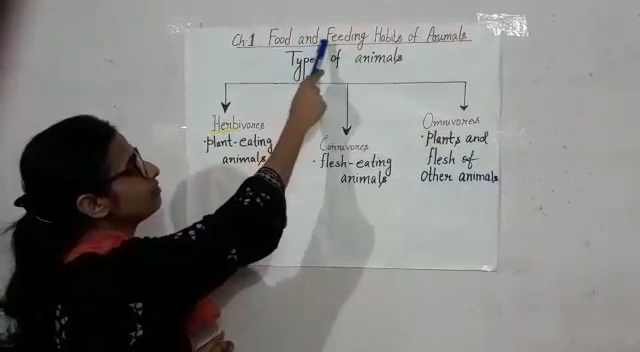 Ch:1 Food and Feeding Habits of Animals
Types of animals
Herbivores
· plant-eating
animals
Carnivores
· flesh-eating
animals
Omnivores
· Plants and
flesh of
other animals